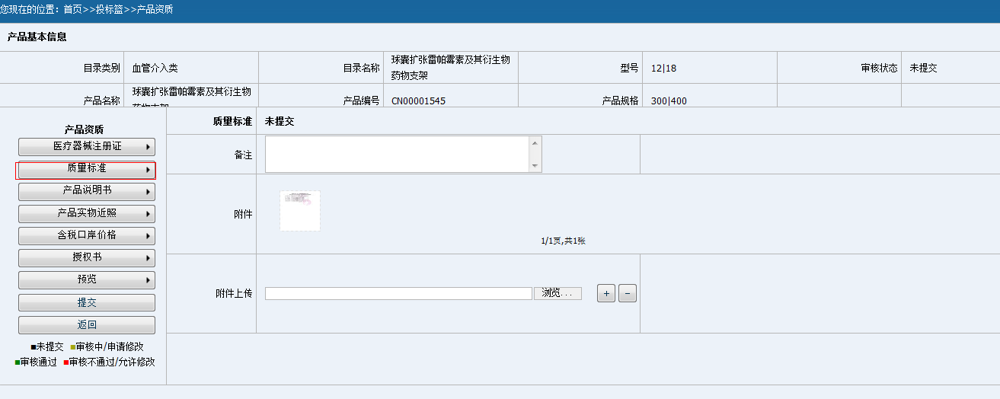 您现在的位置：首页>>投标篮>>产品资质
产品基本信息
目录类别 血管介入类 目录名称 球囊扩张雷帕霉素及其衍生物
药物支架 型号 12|18 审核状态 未提交
产品名称 球囊扩张雷帕霉素及其衍生物
药物支架 产品编号 CN00001545 产品规格 300|400
产品资质
医疗器械注册证
质量标准
产品说明书
产品实物近照
含税口岸价格
授权书
预览
提交
返回
■未提交 ■审核中/申请修改
■审核通过 ■审核不通过/允许修改
质量标准 未提交
备注
附件
1/1页,共1张
附件上传 浏览... + -